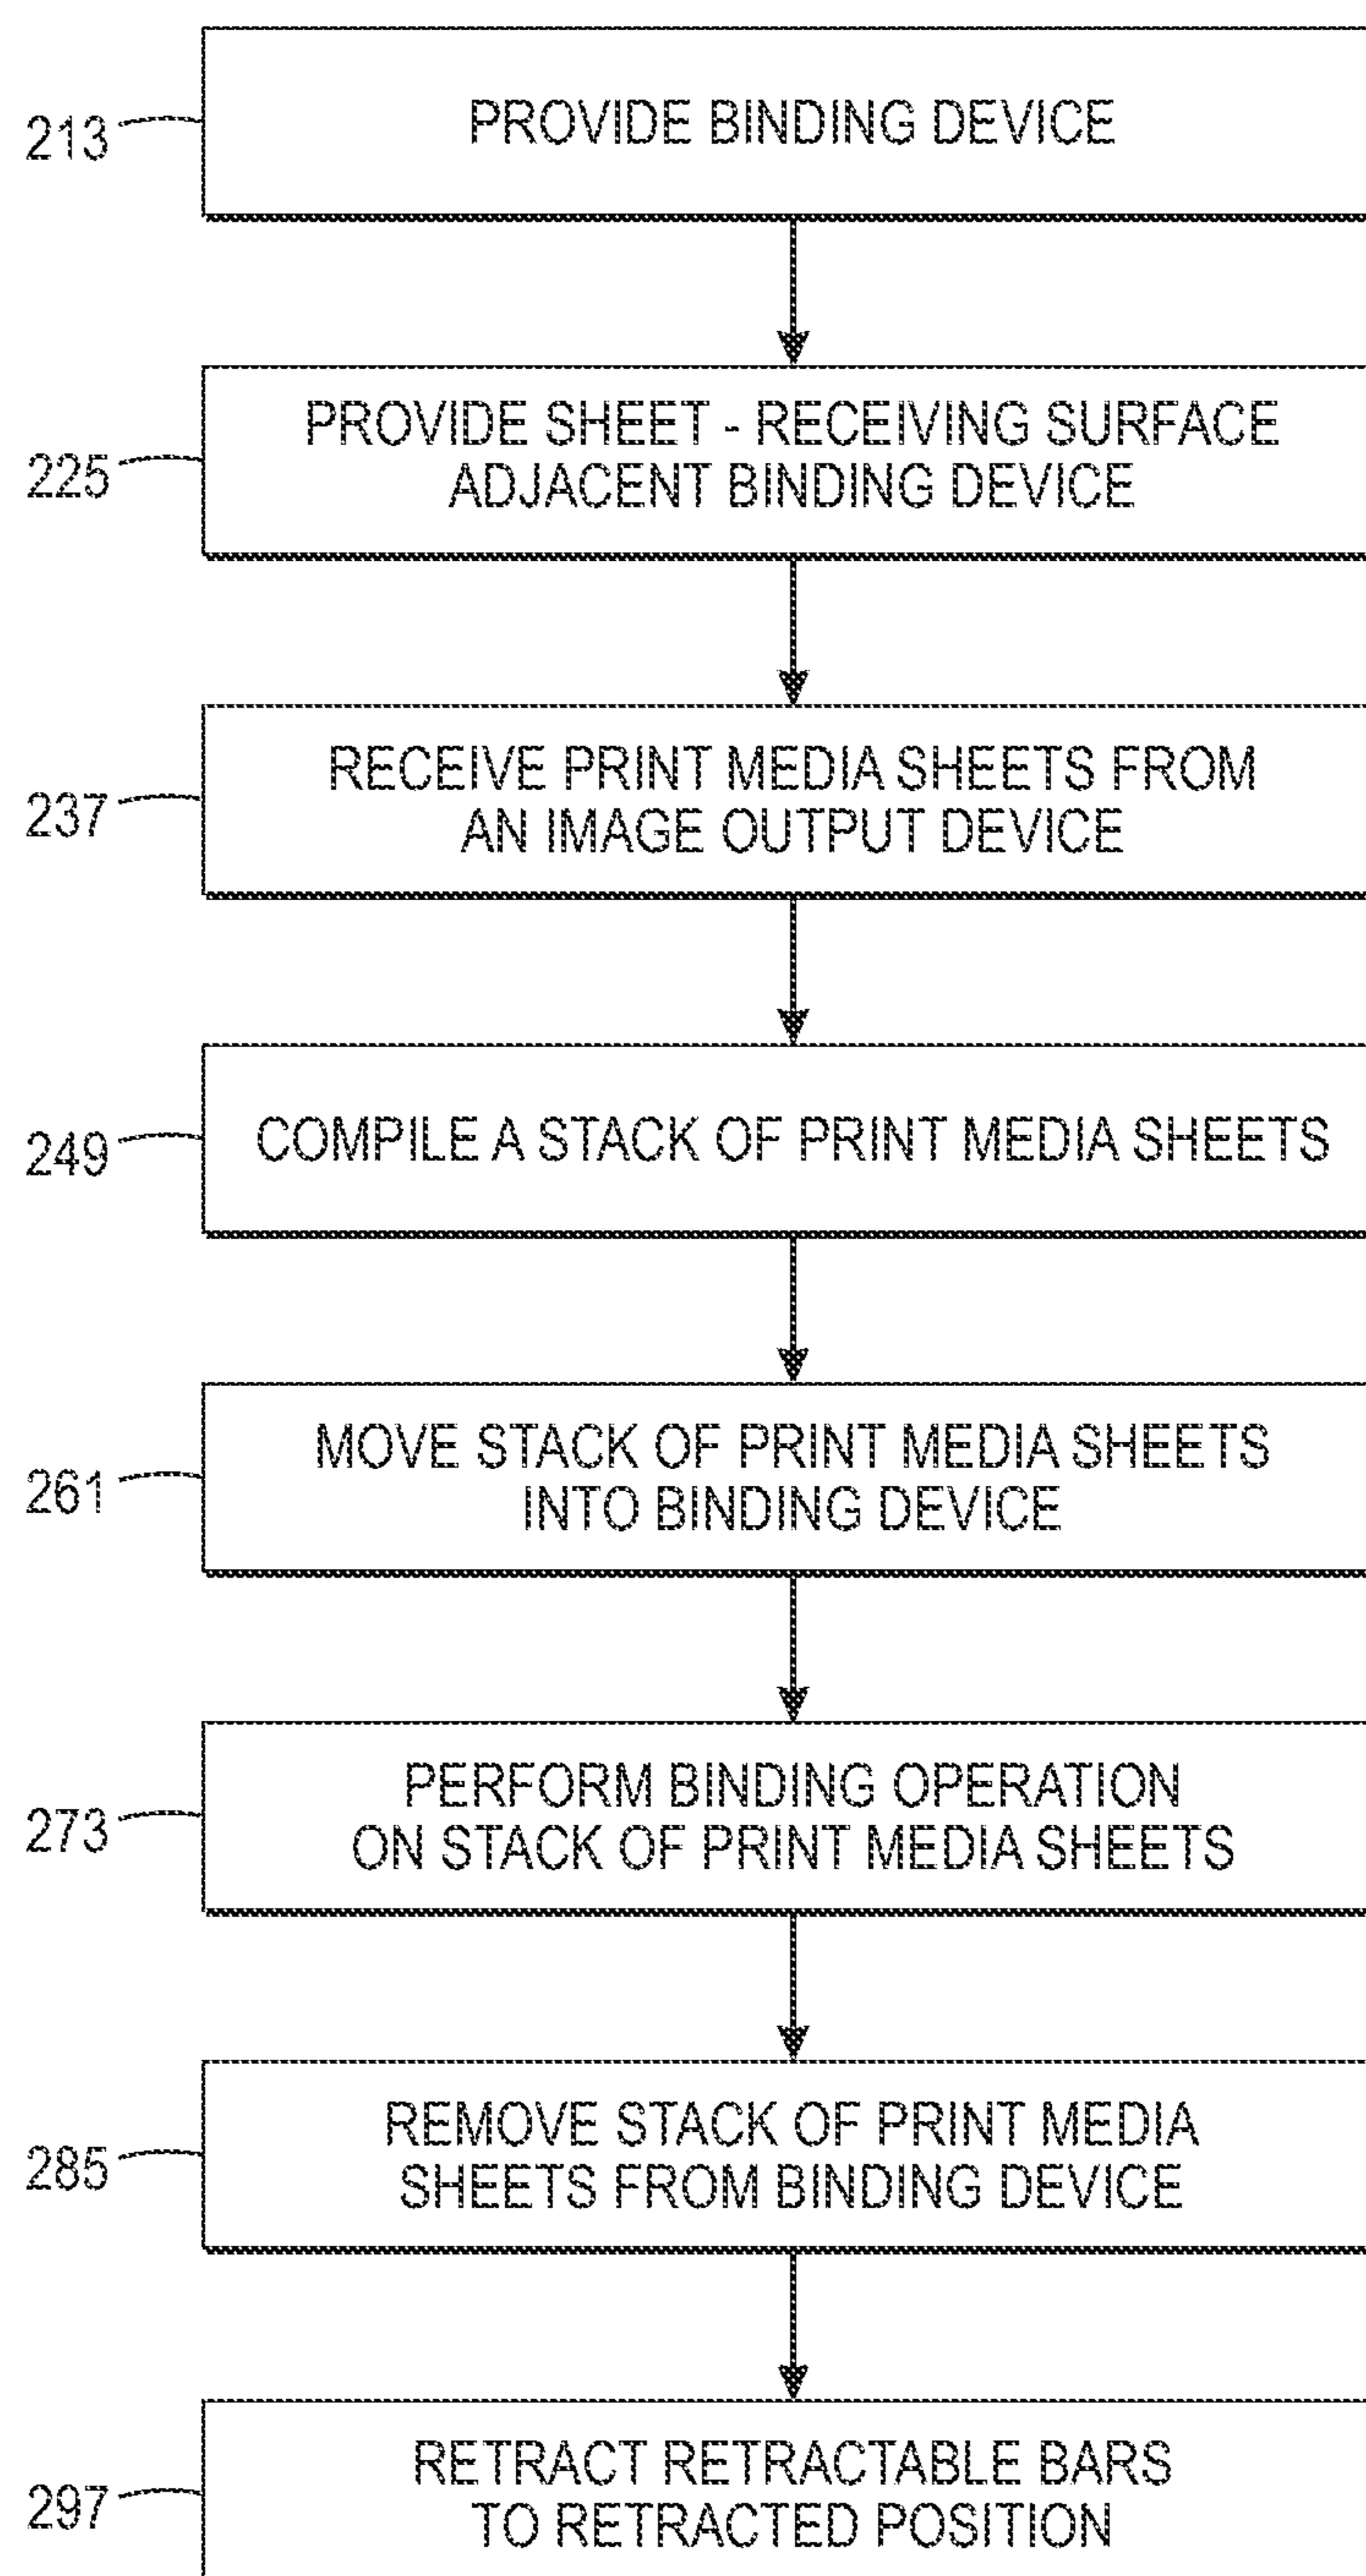 213
PROVIDE BINDING DEVICE
225
PROVIDE SHEET - RECEIVING SURFACE
ADJACENT BINDING DEVICE
237
RECEIVE PRINT MEDIA SHEETS FROM
AN IMAGE OUTPUT DEVICE
249
COMPILE A STACK OF PRINT MEDIA SHEETS
261
MOVE STACK OF PRINT MEDIA SHEETS
INTO BINDING DEVICE
273
PERFORM BINDING OPERATION
ON STACK OF PRINT MEDIA SHEETS
285
REMOVE STACK OF PRINT MEDIA
SHEETS FROM BINDING DEVICE
297
RETRACT RETRACTABLE BARS
TO RETRACTED POSITION